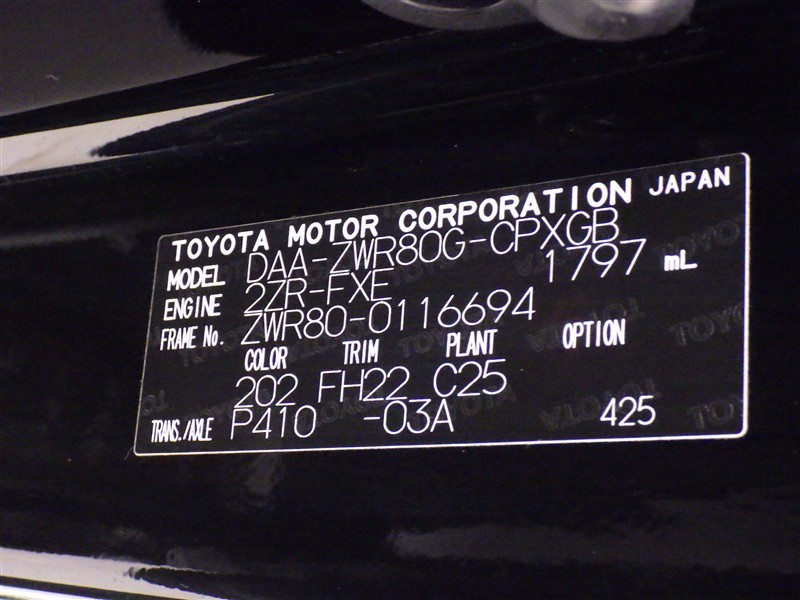 TOYOTA MOTOR CORPORATION JAPAN
MODEL DAA-ZWR80G-CPXGB
ENGINE 2ZR-FXE 1797 mL
FRAME No. ZWR80-0116694
COLOR TRIM PLANT OPTION
202 FH22 C25
TRANS./AXLE P410 -03A 425